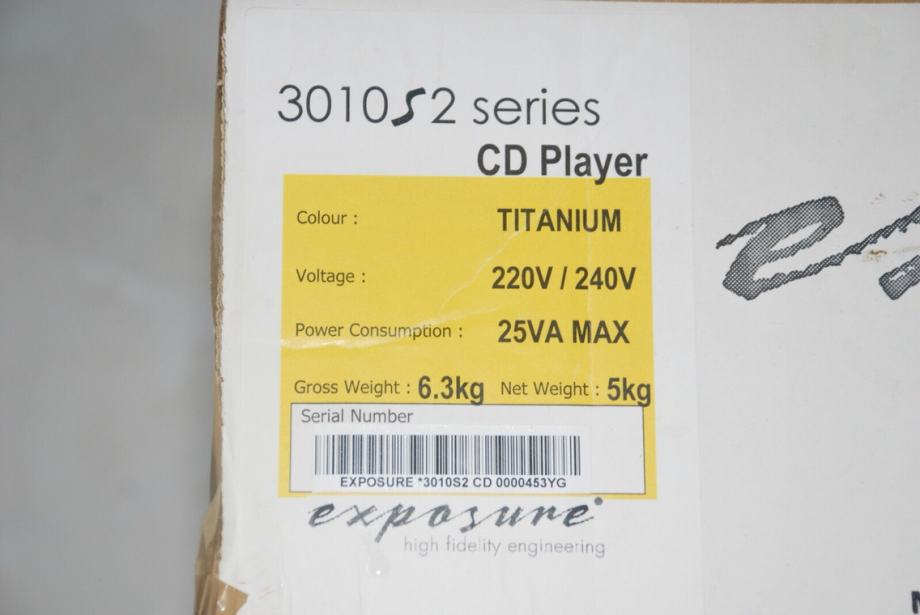 3010S2 series
CD Player
Colour : TITANIUM
Voltage : 220V / 240V
Power Consumption : 25VA MAX
Gross Weight : 6.3kg Net Weight : 5kg
Serial Number
EXPOSURE *3010S2 CD 0000453YG
exposure
high fidelity engineering